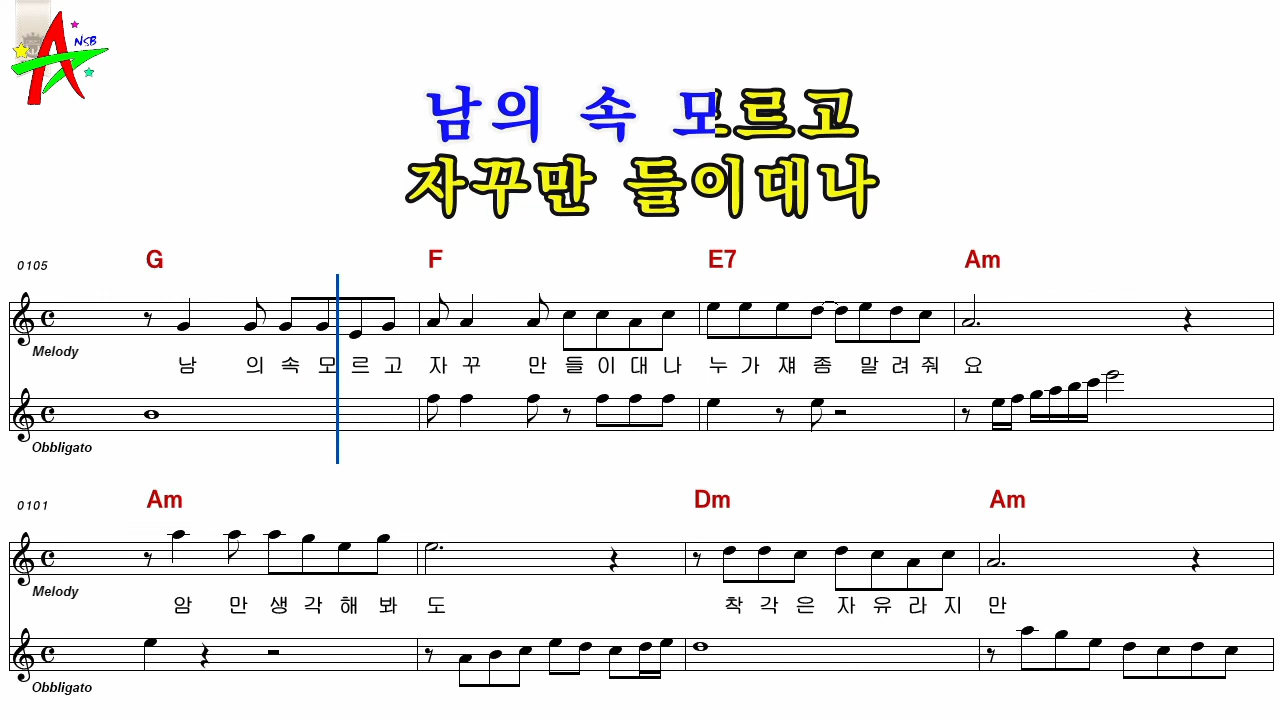 NSB
남의 속 모르고
자꾸만 들이대나
0105 G F E7 Am
Melody
남 의 속 모 르 고 자 꾸 만 들 이 대 나 누 가 쟤 좀 말 려 줘 요
Obbligato
0101 Am Dm Am
Melody
암 만 생 각 해 봐 도 착 각 은 자 유 라 지 만
Obbligato